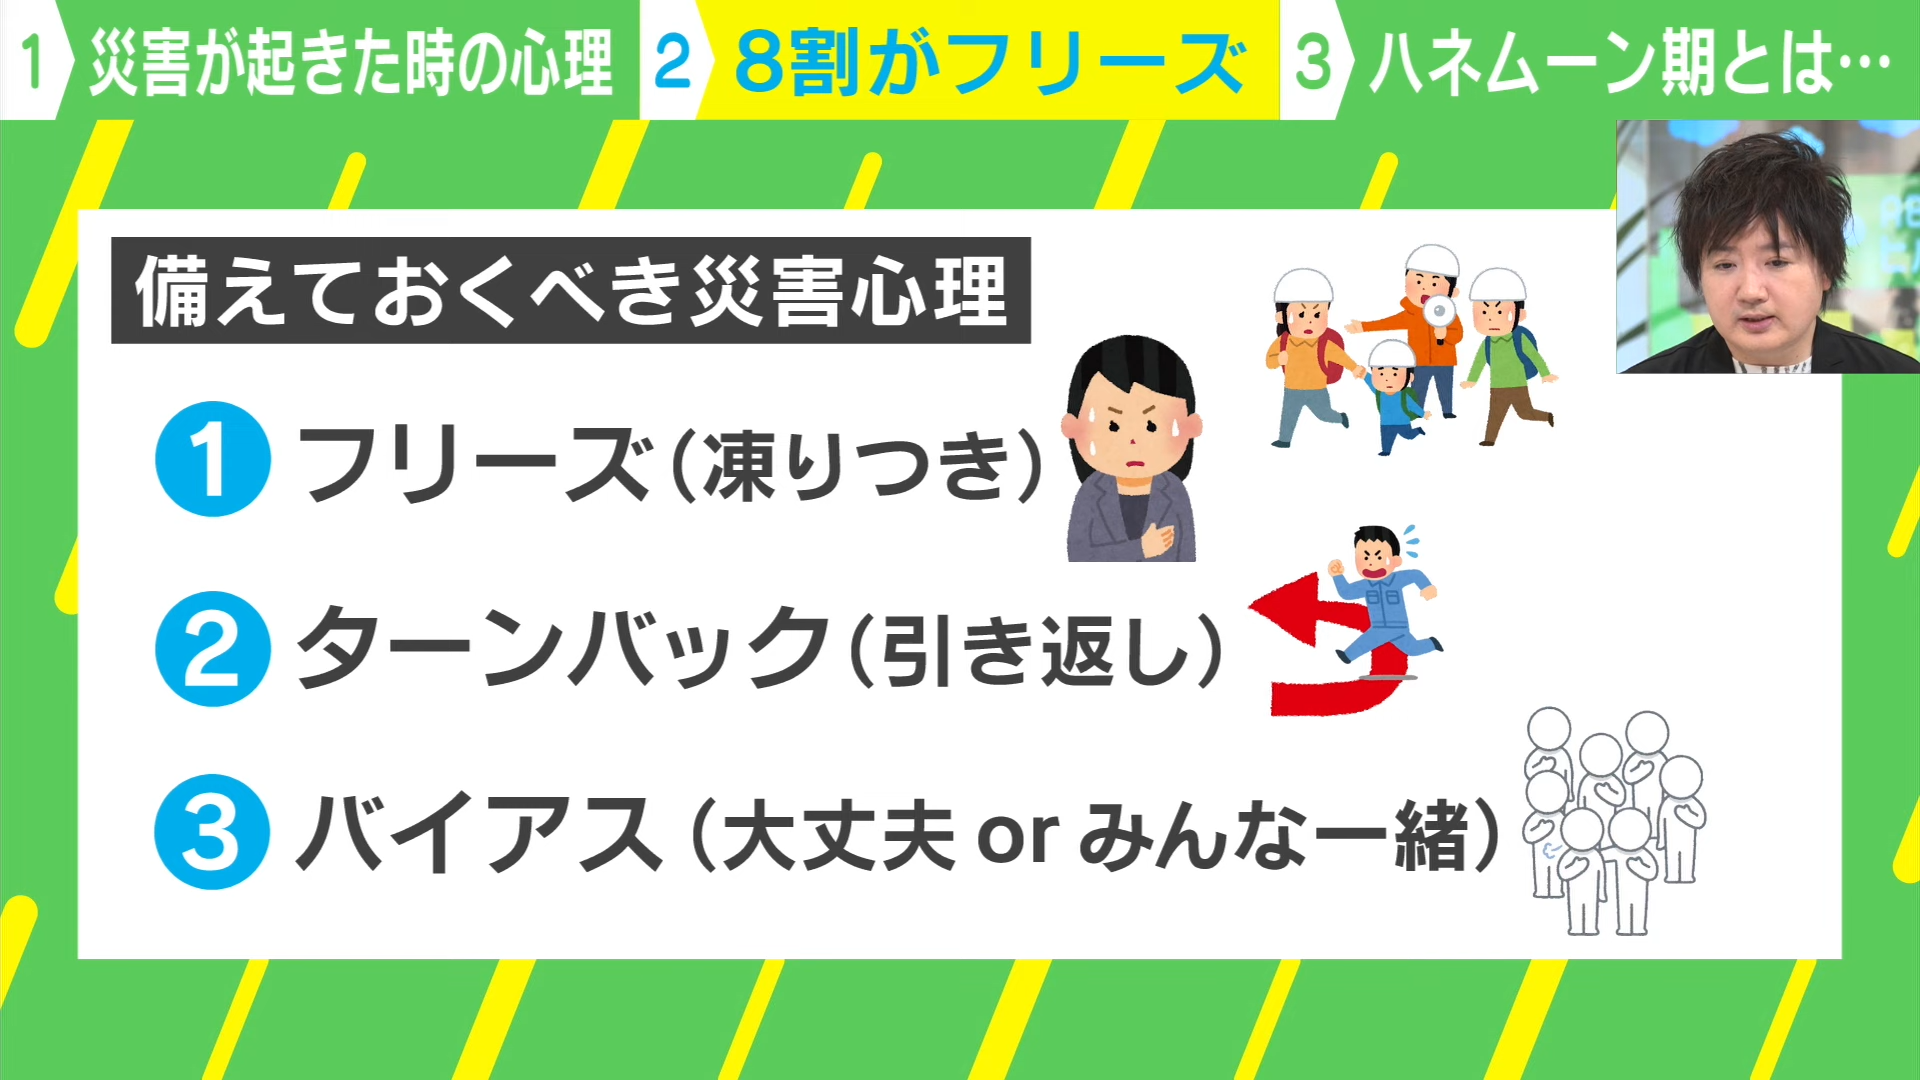 1 災害が起きた時の心理
2 8割がフリーズ
3 ハネムーン期とは…
備えておくべき災害心理
1 フリーズ(凍りつき)
2 ターンバック(引き返し)
3 バイアス(大丈夫 or みんな一緒)